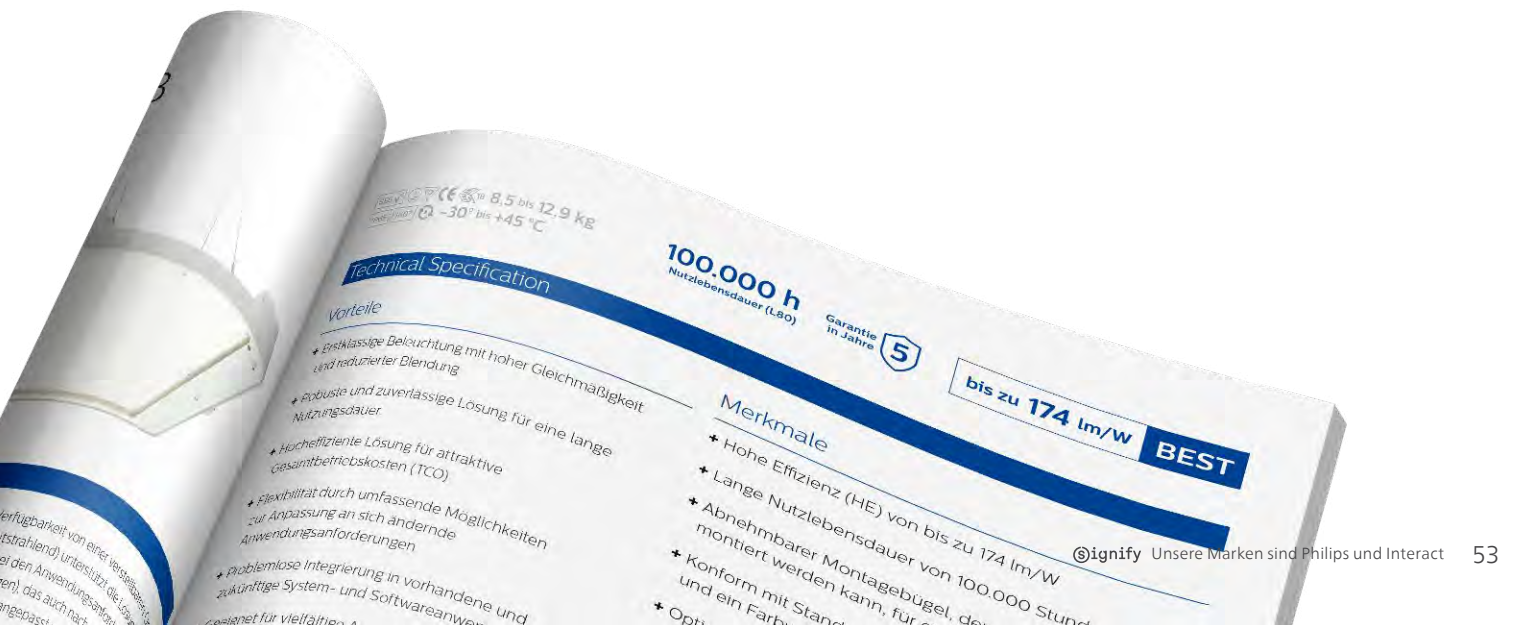 8,5 bis 12,9 kg
-30° bis +45 °C
100.000 h
Nutzlebensdauer (L80)
Garantie
in Jahre
5
bis zu 174 lm/W BEST
Technical Specification
Vorteile
+ Erstklassige Beleuchtung mit hoher Gleichmäßigkeit
und reduzierter Blendung
+ Robuste und zuverlässige Lösung für eine lange
Nutzungsdauer
+ Hocheffiziente Lösung für attraktive
Gesamtbetriebskosten (TCO)
+ Flexibilität durch umfassende Möglichkeiten
zur Anpassung an sich ändernde
Anwendungsanforderungen
+ Problemlose Integrierung in vorhandene und
zukünftige System- und Softwareanwe
Merkmale
+ Hohe Effizienz (HE) von bis zu 174 lm/W
+ Lange Nutzlebensdauer von 100.000 Stund
+ Abnehmbarer Montagebügel, de
montiert werden kann, für
+ Konform mit Stand
und ein Farb
+ Opti
Signify Unsere Marken sind Philips und Interact 53